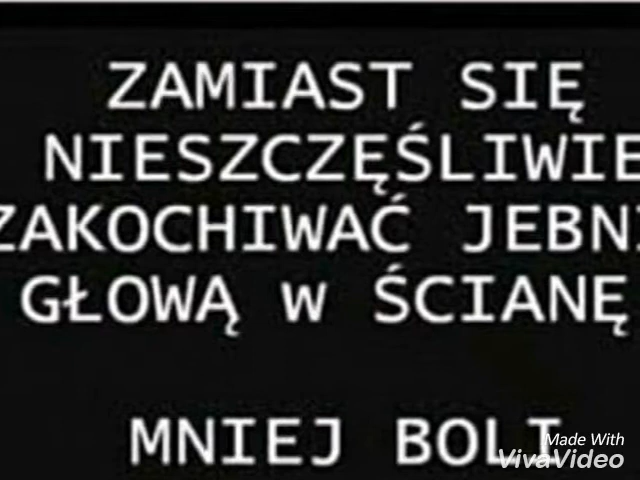 ZAMIAST SIĘ
NIESZCZĘŚLIWIE
ZAKOCHIWAĆ JEBNI
GŁOWĄ W ŚCIANĘ
MNIEJ BOLI
Made With
VivaVideo